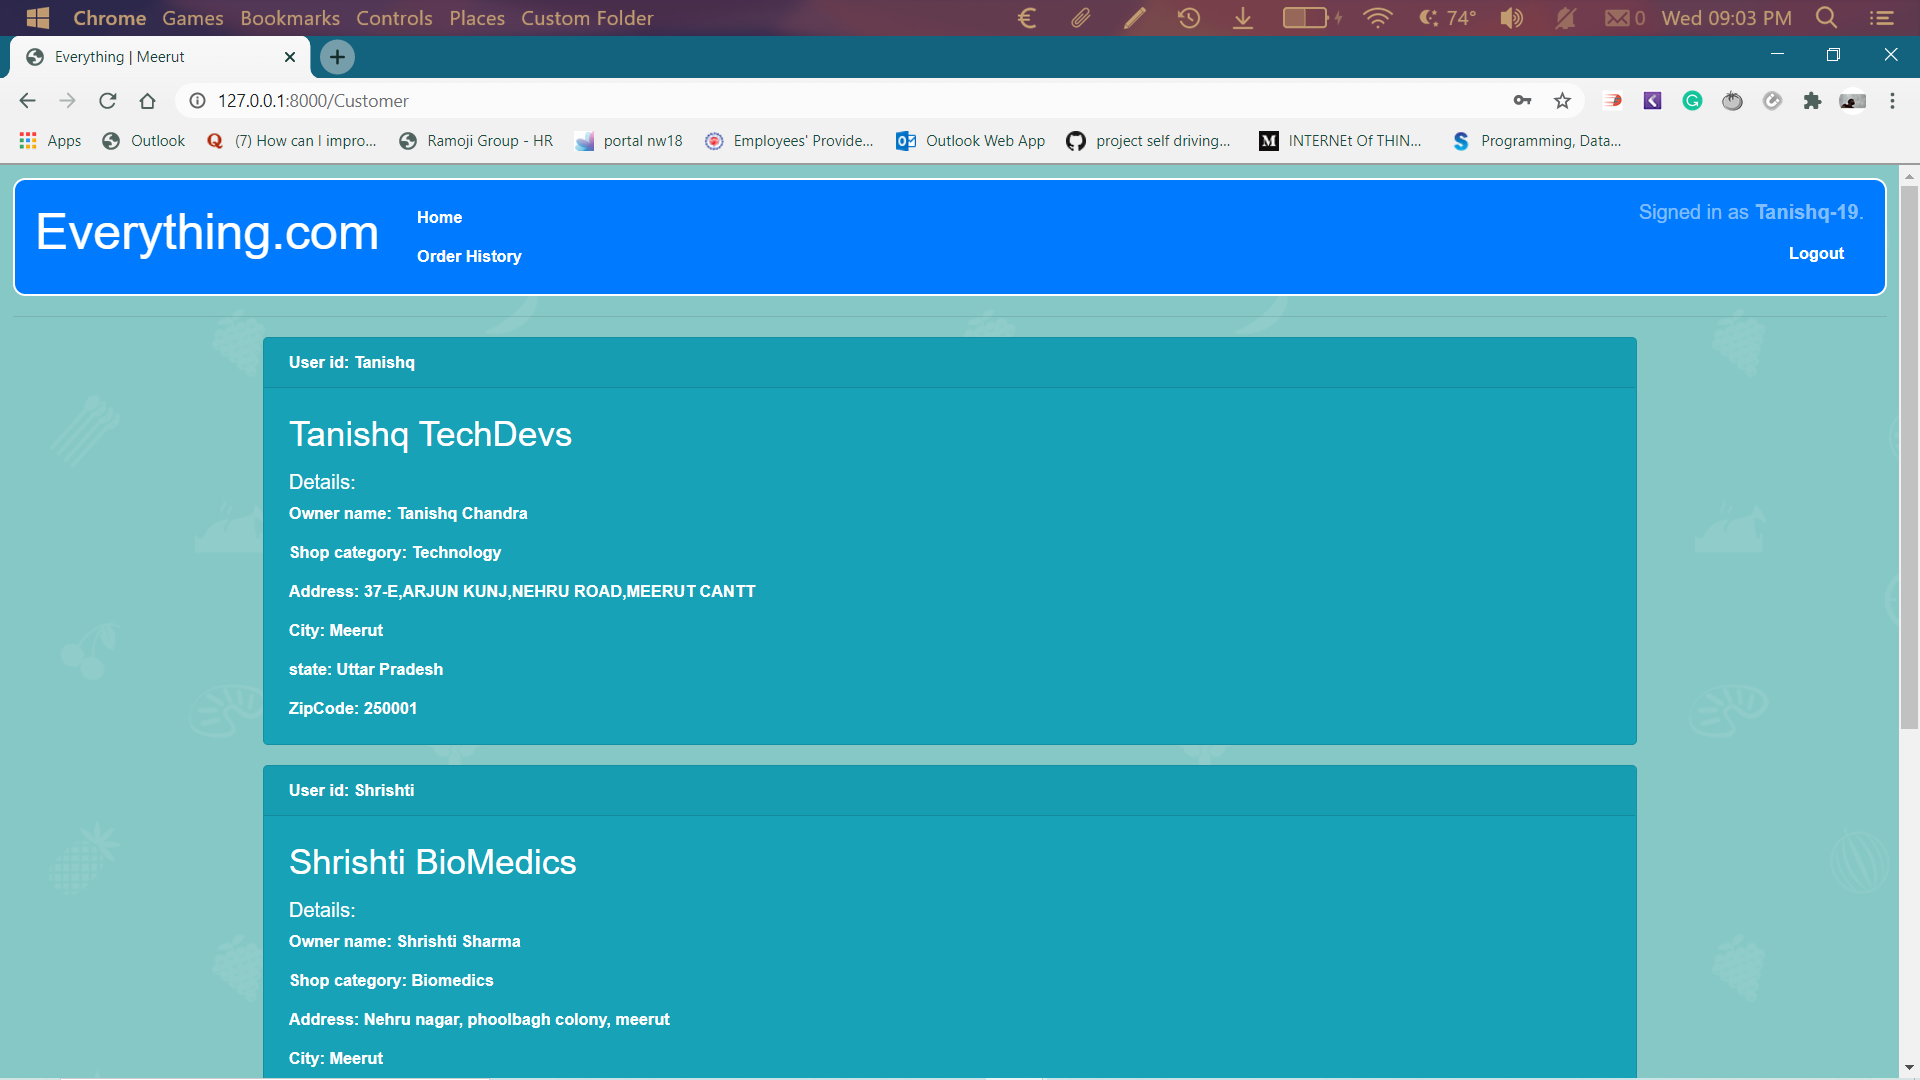 Chrome Games Bookmarks Controls Places Custom Folder 74° 0 Wed 09:03 PM
Everything | Meerut
127.0.0.1:8000/Customer
Apps Outlook (7) How can I impro... Ramoji Group - HR portal nw18 Employees' Provide... Outlook Web App project self driving... INTERNEt Of THIN... Programming, Data...
Everything.com
Home
Order History
Signed in as Tanishq-19.
Logout
User id: Tanishq
Tanishq TechDevs
Details:
Owner name: Tanishq Chandra
Shop category: Technology
Address: 37-E,ARJUN KUNJ,NEHRU ROAD,MEERUT CANTT
City: Meerut
state: Uttar Pradesh
ZipCode: 250001
User id: Shrishti
Shrishti BioMedics
Details:
Owner name: Shrishti Sharma
Shop category: Biomedics
Address: Nehru nagar, phoolbagh colony, meerut
City: Meerut